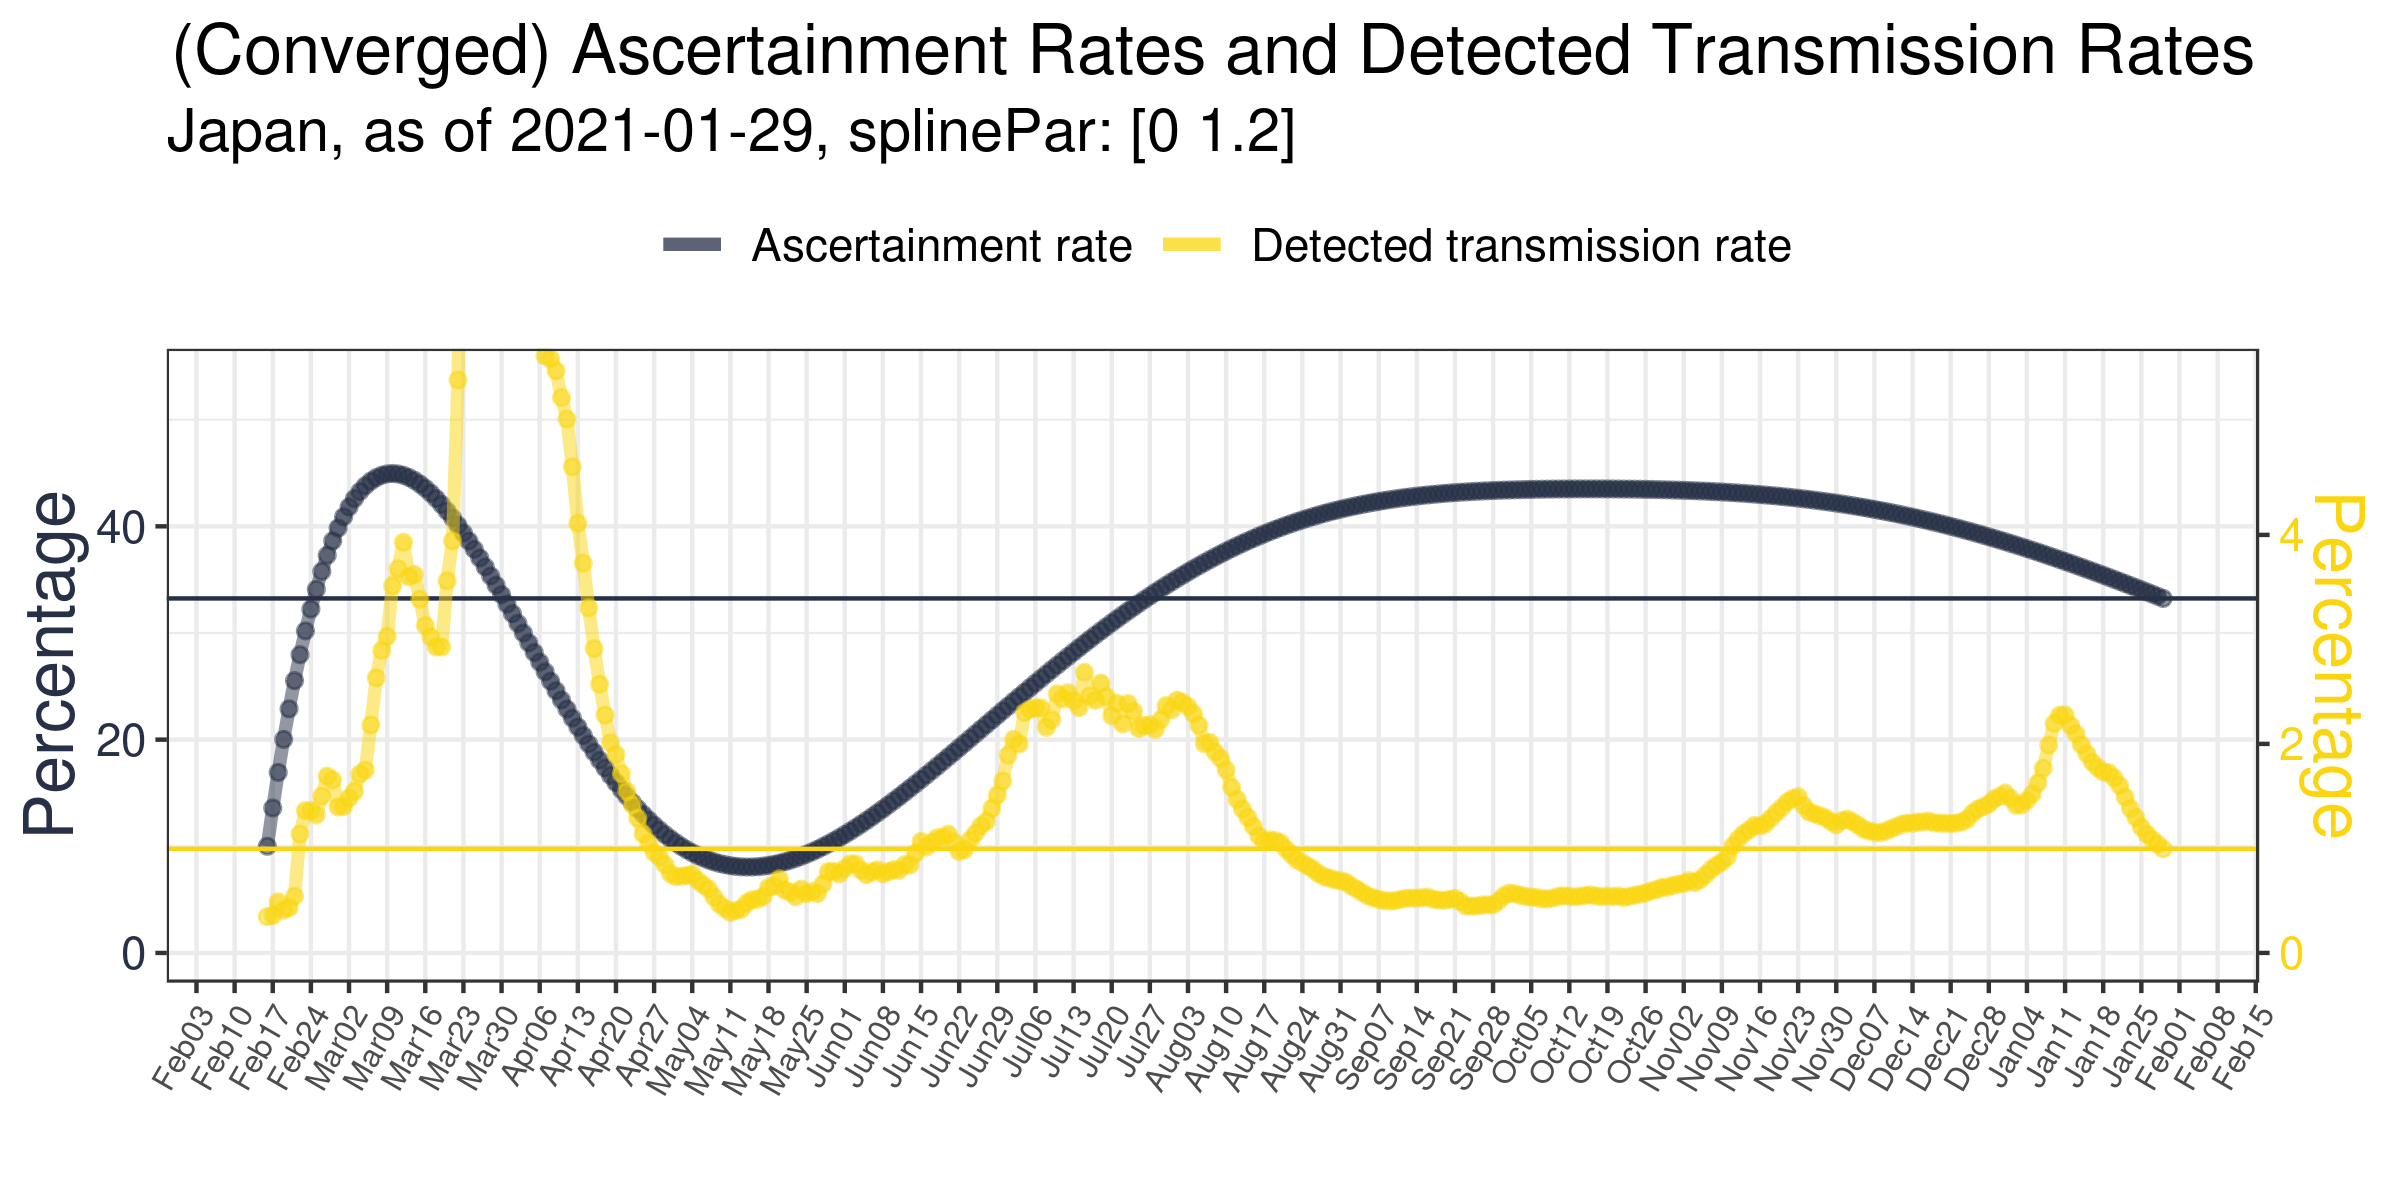 (Converged) Ascertainment Rates and Detected Transmission Rates
Japan, as of 2021-01-29, splinePar: [0 1.2]
Ascertainment rate Detected transmission rate
Percentage
40
20
0
4
2
0
Percentage
Feb03 Feb10 Feb17 Feb24 Mar02 Mar09 Mar16 Mar23 Mar30 Apr06 Apr13 Apr20 Apr27 May04 May11 May18 May25 Jun01 Jun08 Jun15 Jun22 Jun29 Jul06 Jul13 Jul20 Jul27 Aug03 Aug10 Aug17 Aug24 Aug31 Sep07 Sep14 Sep21 Sep28 Oct05 Oct12 Oct19 Oct26 Nov02 Nov09 Nov16 Nov23 Nov30 Dec07 Dec14 Dec21 Dec28 Jan04 Jan11 Jan18 Jan25 Feb01 Feb08 Feb15